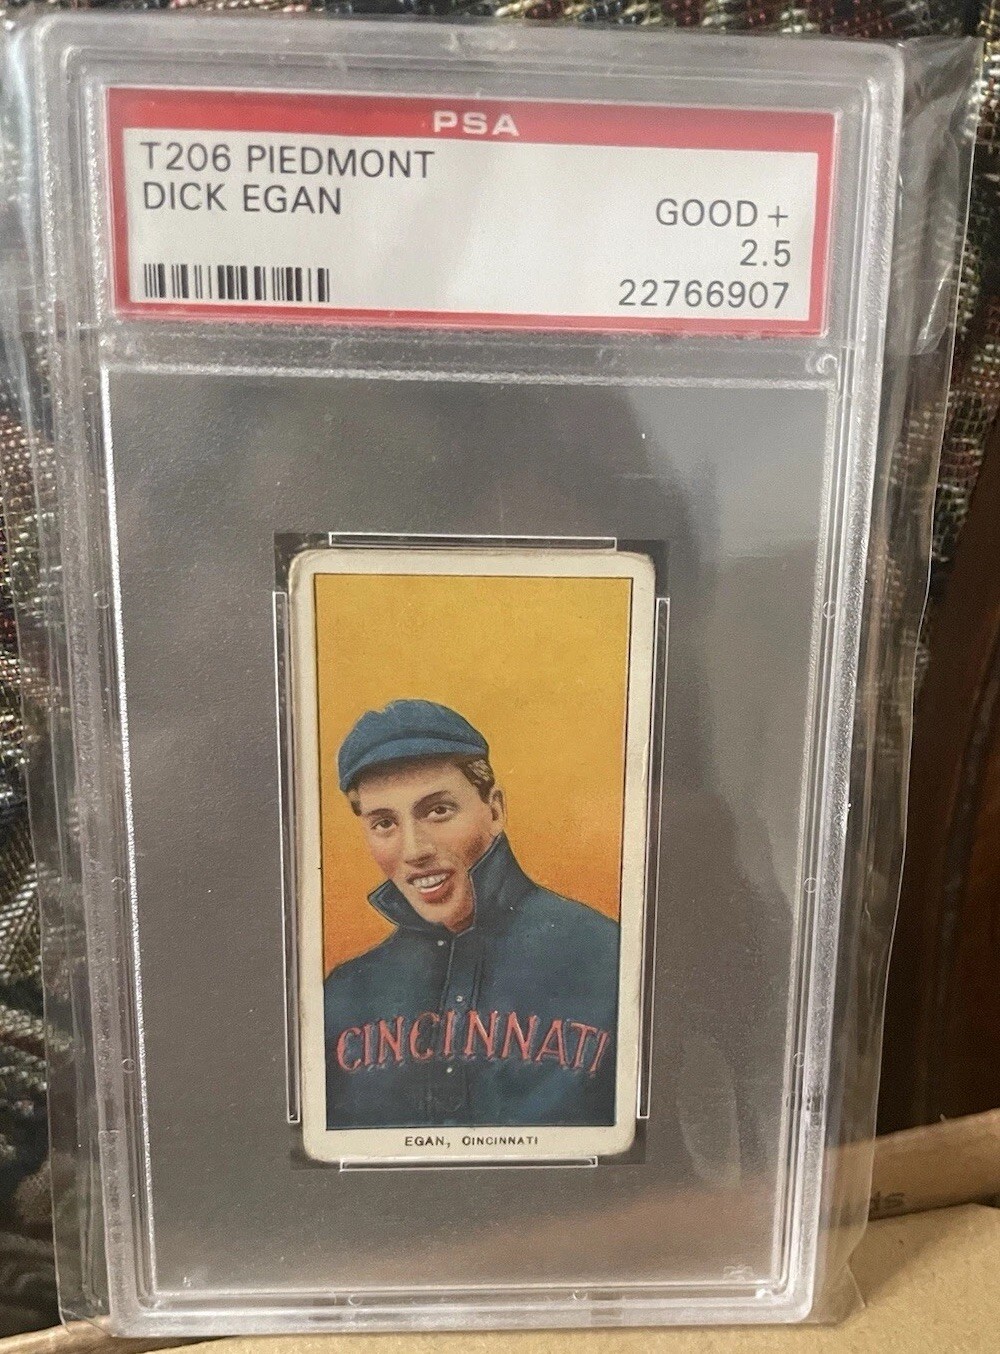 PSA
T206 PIEDMONT
DICK EGAN
GOOD +
2.5
22766907
CINCINNATI
EGAN, CINCINNATI